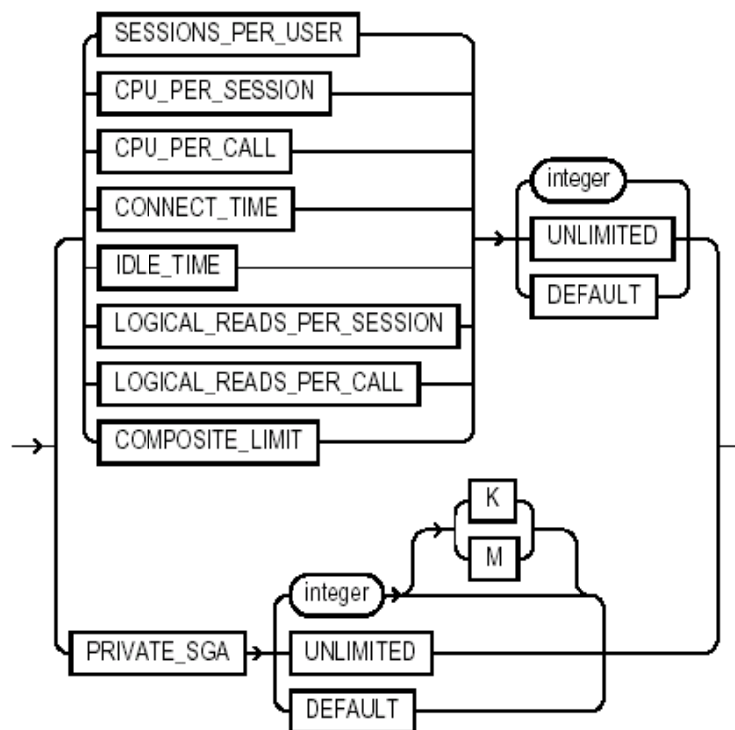 SESSIONS_PER_USER
CPU_PER_SESSION
CPU_PER_CALL
CONNECT_TIME
IDLE_TIME
LOGICAL_READS_PER_SESSION
LOGICAL_READS_PER_CALL
COMPOSITE_LIMIT
integer
UNLIMITED
DEFAULT
PRIVATE_SGA
integer
K
M
UNLIMITED
DEFAULT